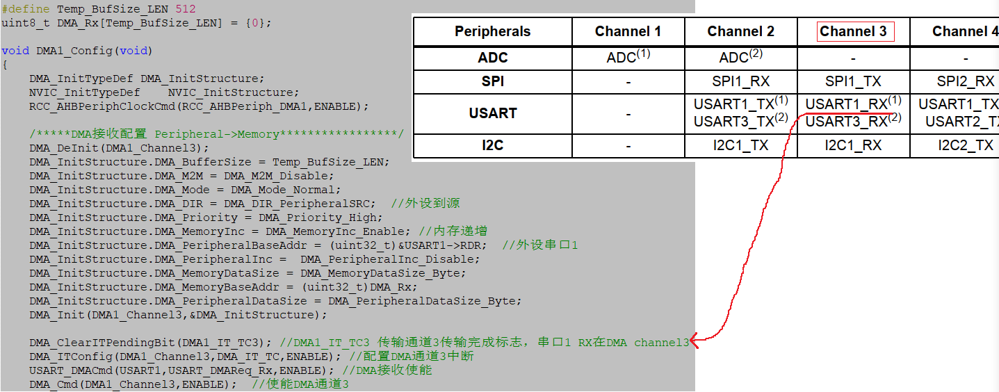 #define Temp_BufSize_LEN 512
uint8_t DMA_Rx[Temp_BufSize_LEN] = {0};
void DMA1_Config(void)
{
DMA_InitTypeDef DMA_InitStructure;
NVIC_InitTypeDef    NVIC_InitStructure;
RCC_AHBPeriphClockCmd(RCC_AHBPeriph_DMA1,ENABLE);
/*****DMA接收配置 Peripheral->Memory*****************/
DMA_DeInit(DMA1_Channel3);
DMA_InitStructure.DMA_BufferSize = Temp_BufSize_LEN;
DMA_InitStructure.DMA_M2M = DMA_M2M_Disable;
DMA_InitStructure.DMA_Mode = DMA_Mode_Normal;
DMA_InitStructure.DMA_DIR = DMA_DIR_PeripheralSRC;  //外设到源
DMA_InitStructure.DMA_Priority = DMA_Priority_High;
DMA_InitStructure.DMA_MemoryInc = DMA_MemoryInc_Enable; //内存递增
DMA_InitStructure.DMA_PeripheralBaseAddr = (uint32_t)&USART1->RDR;  //外设串口1
DMA_InitStructure.DMA_PeripheralInc =  DMA_PeripheralInc_Disable;
DMA_InitStructure.DMA_MemoryDataSize = DMA_MemoryDataSize_Byte;
DMA_InitStructure.DMA_MemoryBaseAddr = (uint32_t)DMA_Rx;
DMA_InitStructure.DMA_PeripheralDataSize = DMA_PeripheralDataSize_Byte;
DMA_Init(DMA1_Channel3,&DMA_InitStructure);
DMA_ClearITPendingBit(DMA1_IT_TC3); //DMA1_IT_TC3 传输通道3传输完成标志，串口1 RX在DMA channel3
DMA_ITConfig(DMA1_Channel3,DMA_IT_TC,ENABLE); //配置DMA通道3中断
USART_DMACmd(USART1,USART_DMAReq_Rx,ENABLE); //DMA接收使能
DMA_Cmd(DMA1_Channel3,ENABLE);  //使能DMA通道3
Peripherals Channel 1 Channel 2 Channel 3 Channel 4
ADC ADC(1) ADC(2) - -
SPI - SPI1_RX SPI1_TX SPI2_RX
USART - USART1_TX(1) USART1_RX(1) USART1_TX
USART3_TX(2) USART3_RX(2) USART2_T
I2C - I2C1_TX I2C1_RX I2C2_TX